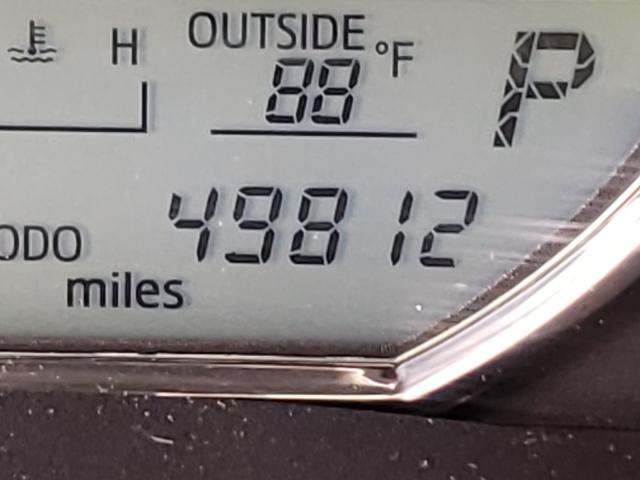 H OUTSIDE °F P
88
ODO 49812
miles